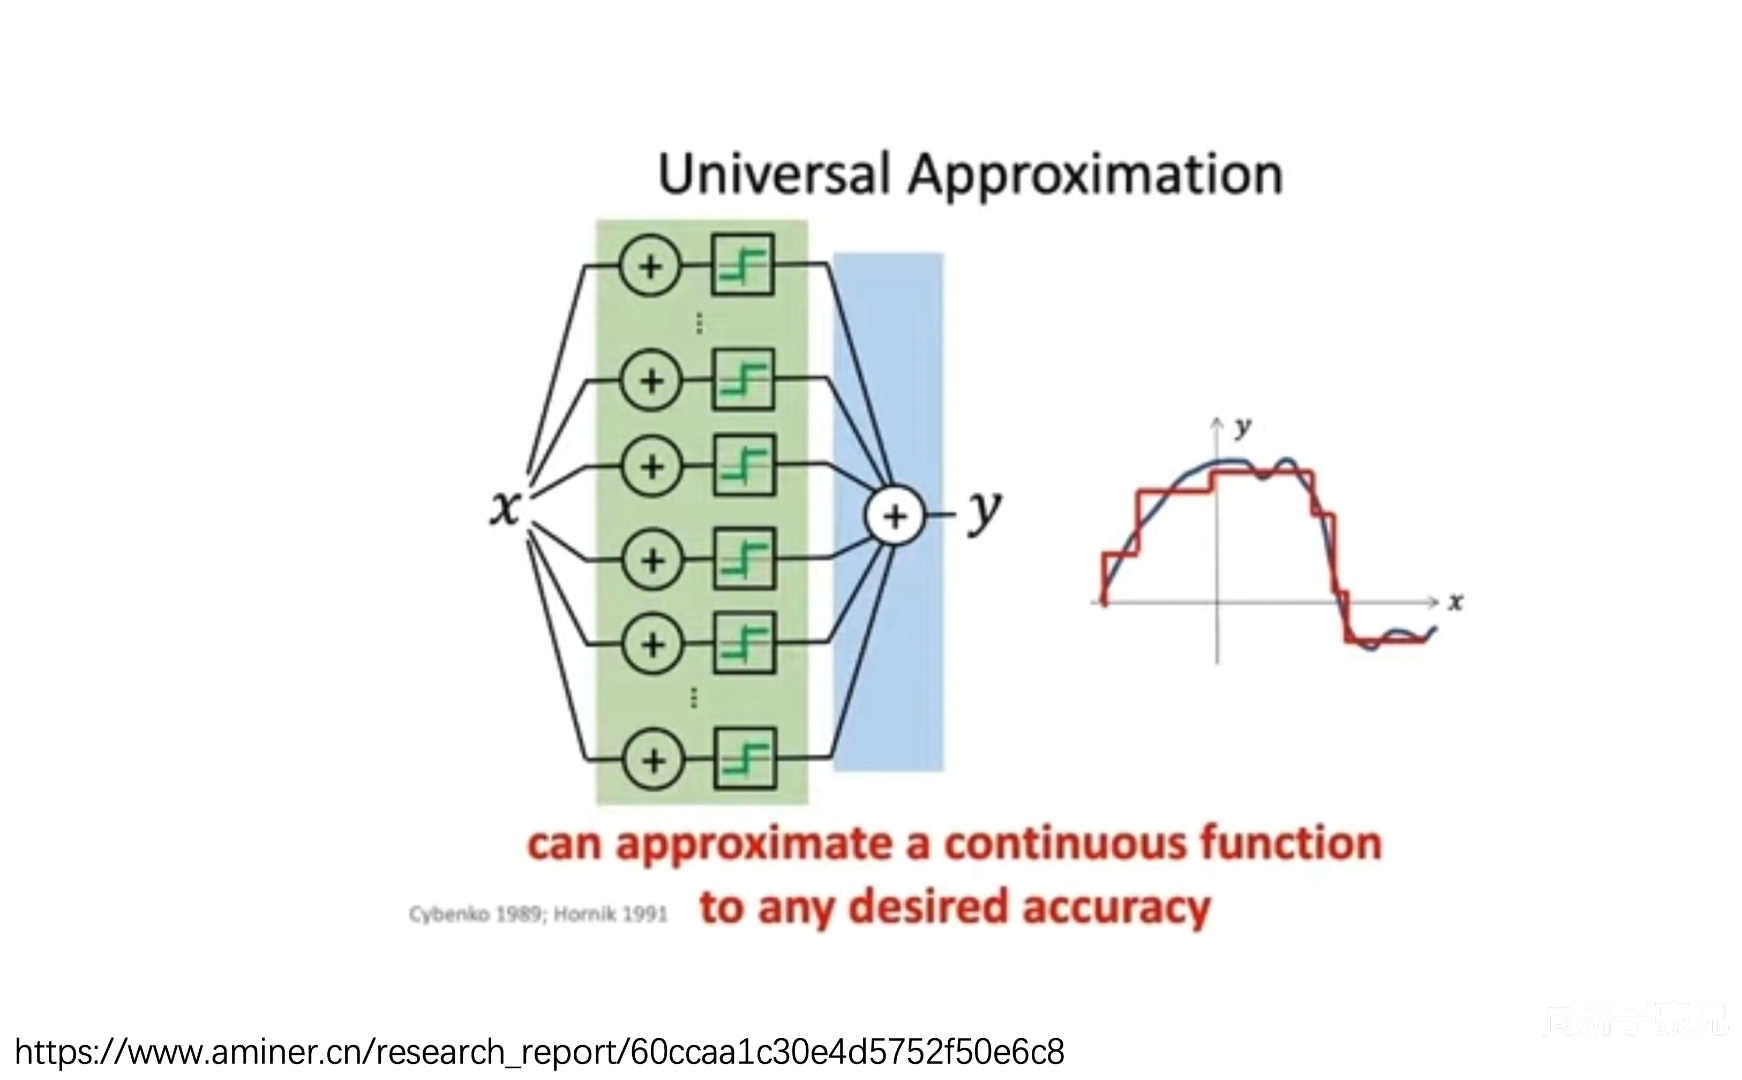 Universal Approximation
x
y
y
x
can approximate a continuous function
to any desired accuracy
Cybenko 1989; Hornik 1991
https://www.aminer.cn/research_report/60ccaa1c30e4d5752f50e6c8